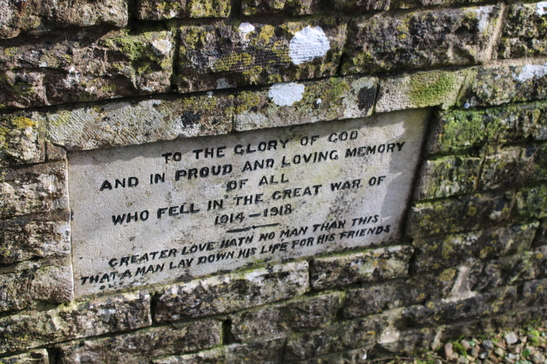 TO THE GLORY OF GOD
AND IN PROUD AND LOVING MEMORY
OF ALL
WHO FELL IN THE GREAT WAR OF
1914-1918
GREATER LOVE HATH NO MAN THAN THIS
THAT A MAN LAY DOWN HIS LIFE FOR HIS FRIENDS